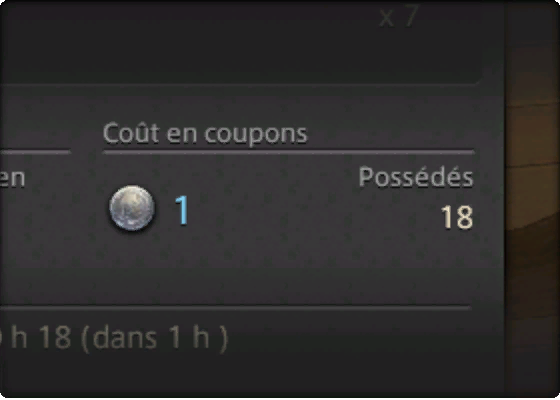 x 7
Coût en coupons
en
Possédés
1
18
h 18 (dans 1 h )